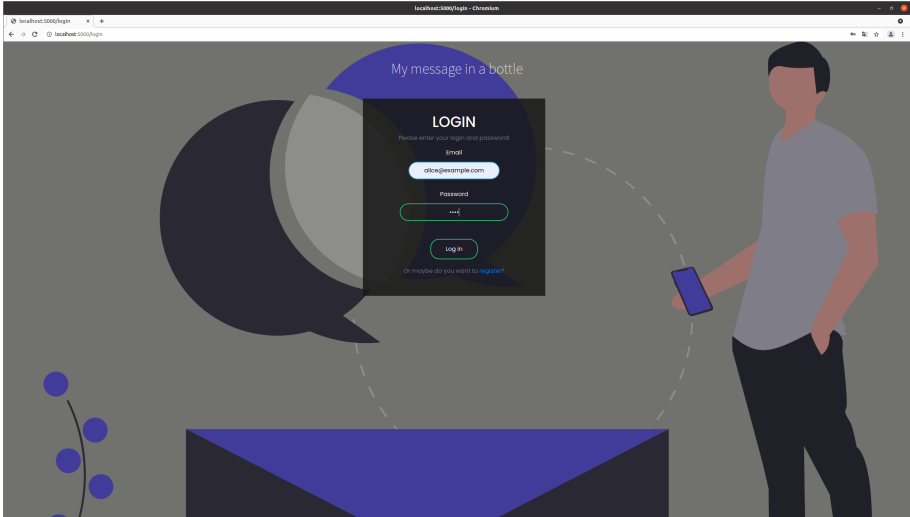 localhost:5000/login - Chromium
localhost:5000/login
localhost:5000/login
My message in a bottle
LOGIN
Please enter your login and password!
Email
alice@example.com
Password
••••
Log in
Or maybe do you want to register?